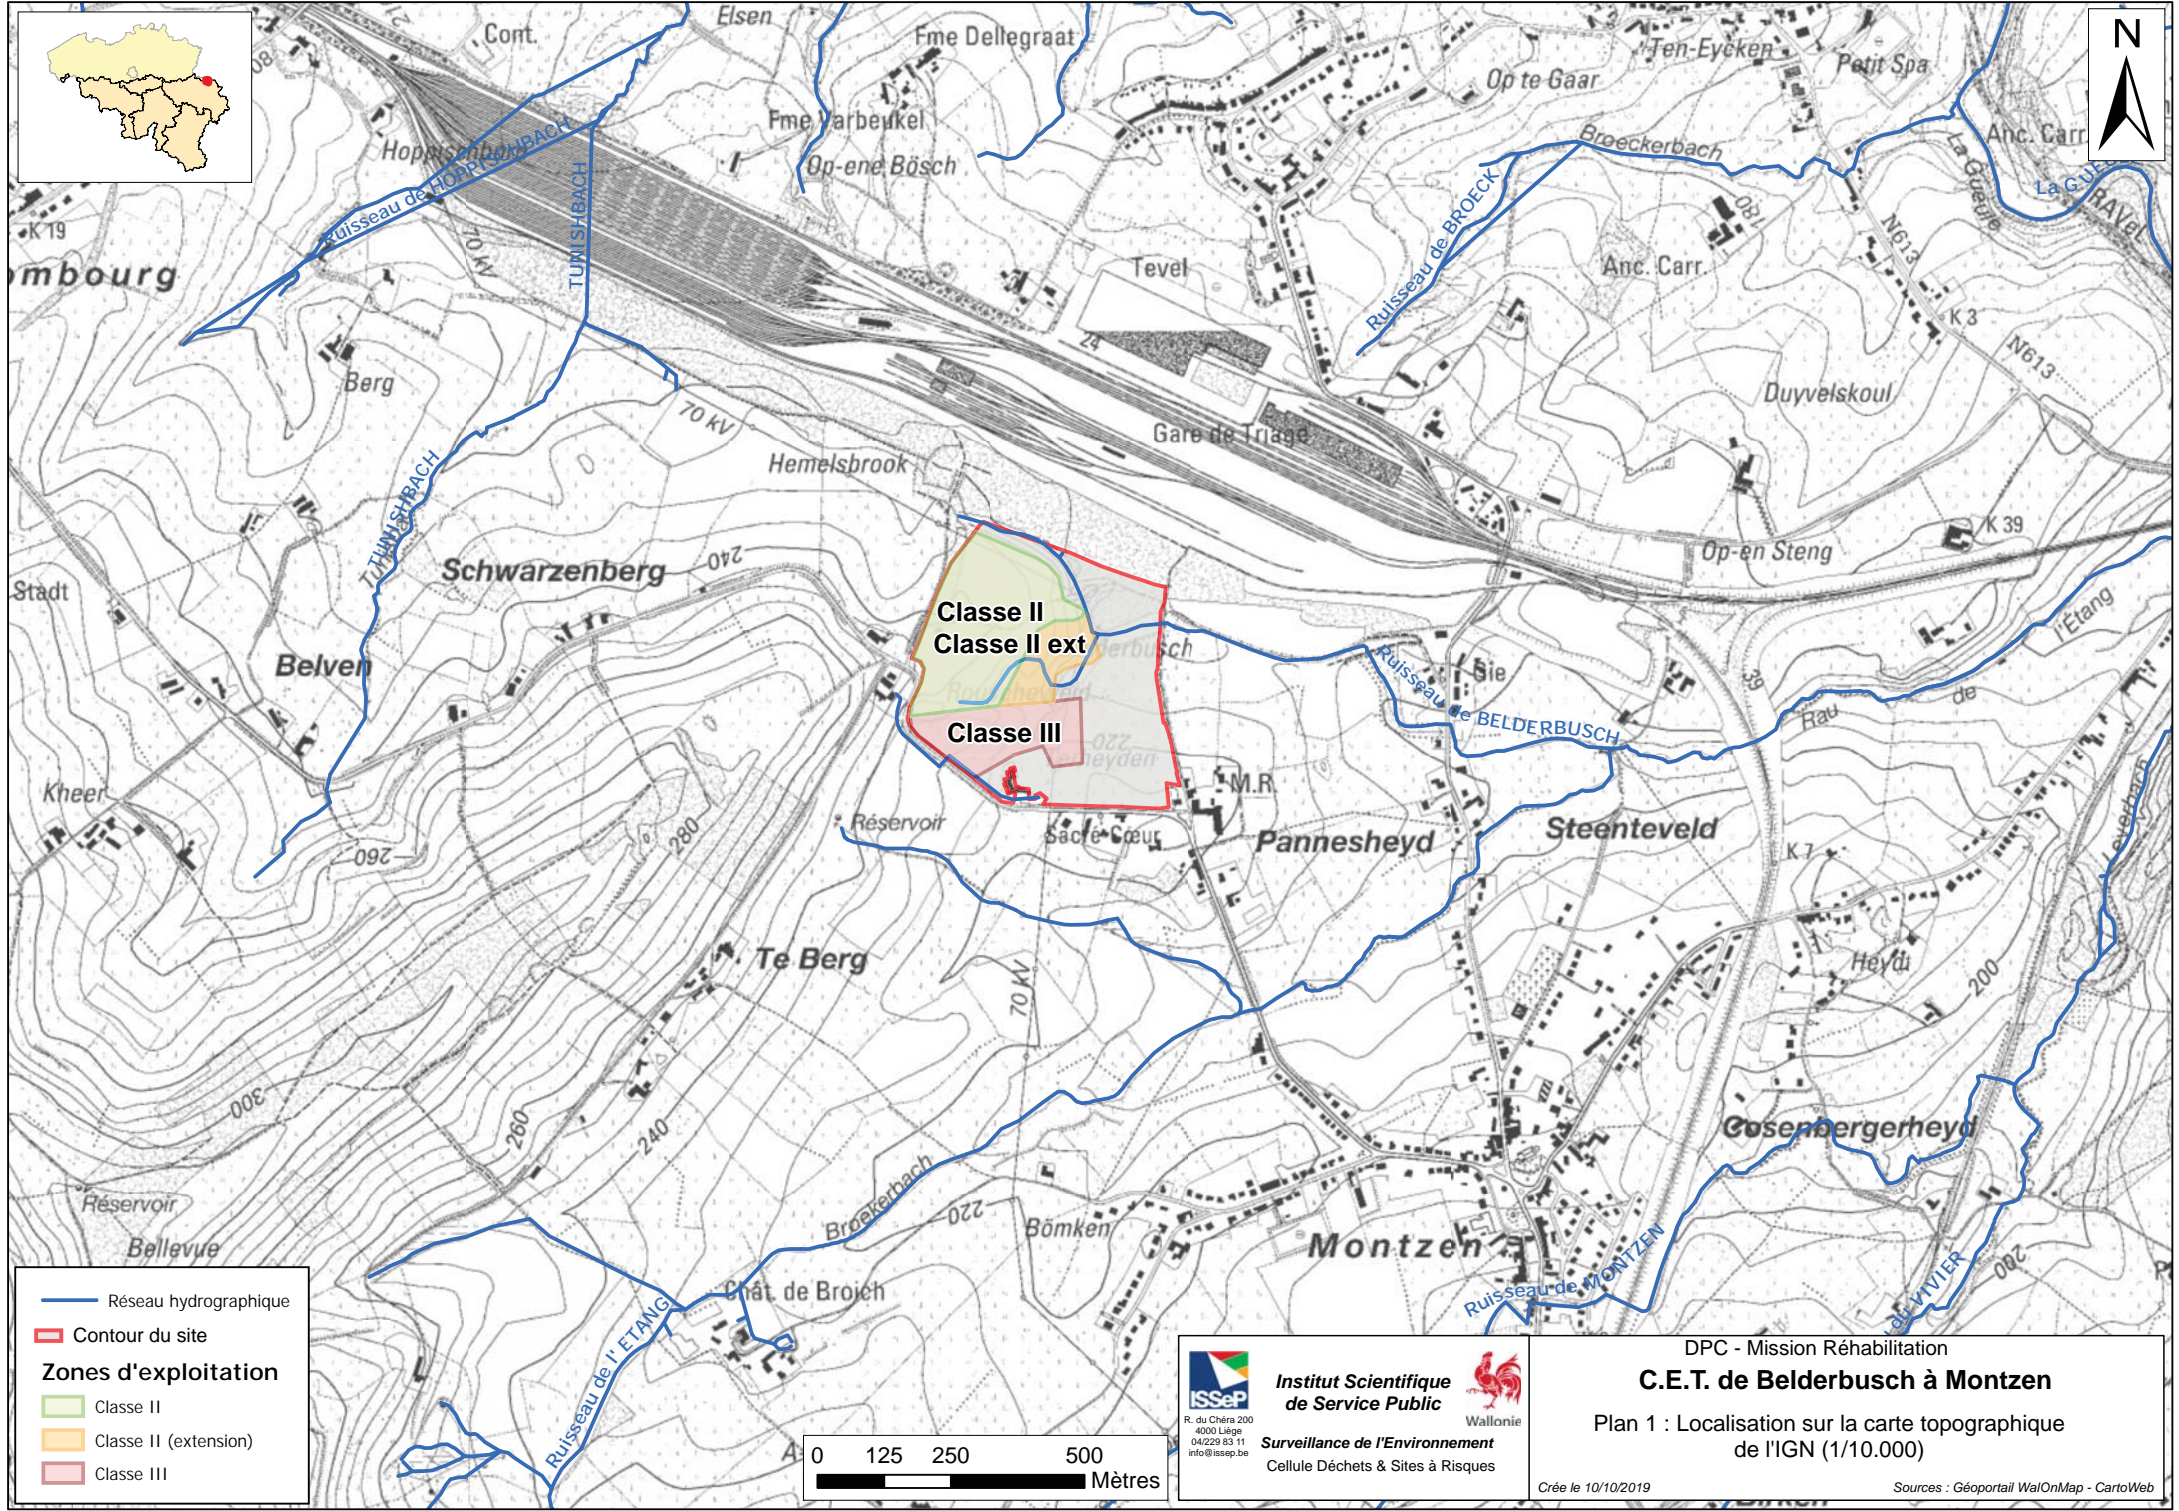 Cont.
Elsen
Fme Dellegraat
Op te Gaar
Ten-Eycken
Petit Spa
N
Fme Varbeukel
Op-ene Bösch
Broeckerbach
Anc. Carr.
La Gueule
RAVeL
Ruisseau de HOPPISCHBACH
TUNISHBACH
70 kV
K 19
Ruisseau de BROECK
180
N613
Tevel
Anc. Carr.
K 3
N613
24
Berg
Duyvelskoul
70 kV
Gare de Triage
Hemelsbrook
TUNISHBACH
K 39
Op-en Steng
Schwarzenberg
240
Stadt
Classe II
Classe II ext
Belven
Ruisseau de BELDERBUSCH
39
Rau de l'Étang
Classe III
220
Kheer
M.R.
Réservoir
Sacré-Cœur
Pannesheyd
Steenteveld
K 7
260
280
Te Berg
70 kV
200
300
260
240
Cosenbergerheyd
Broekerbach
220
Bömken
Montzen
Réservoir
Bellevue
Ruisseau de MONTZEN
200
du VIVIER
Chât. de Broich
Ruisseau de l'ETANG
Réseau hydrographique
Contour du site
Zones d'exploitation
Classe II
Classe II (extension)
Classe III
0 125 250 500
Mètres
ISSeP
R. du Chéra 200
4000 Liège
04/229 83 11
info@issep.be
Institut Scientifique
de Service Public
Wallonie
Surveillance de l'Environnement
Cellule Déchets & Sites à Risques
DPC - Mission Réhabilitation
C.E.T. de Belderbusch à Montzen
Plan 1 : Localisation sur la carte topographique
de l'IGN (1/10.000)
Crée le 10/10/2019
Sources : Géoportail WalOnMap - CartoWeb